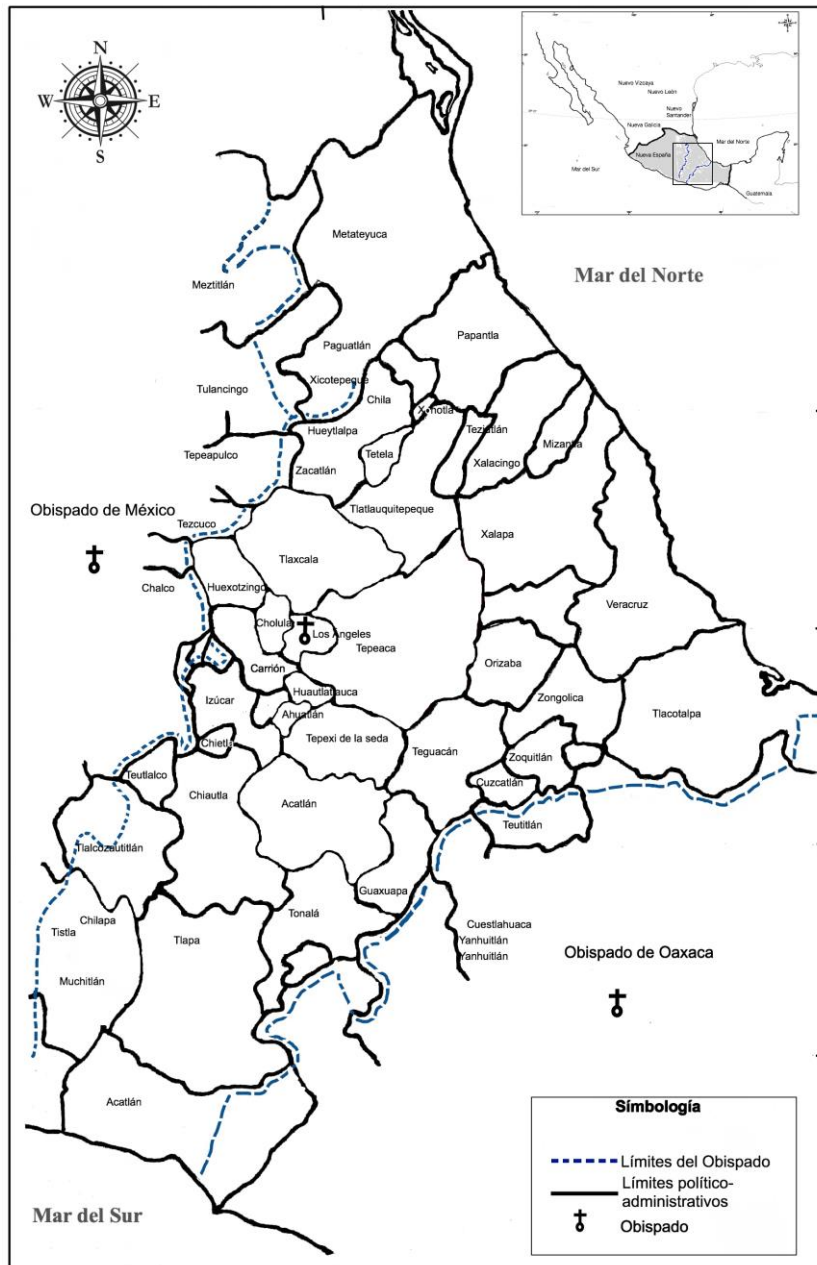 N
W E
S
Nuevo Vizcaya
Nuevo León
Nuevo
Santander
Nueva Galicia
Mar del Norte
Nueva España
Mar del Sur
Guatemala
Metateyuca
Mar del Norte
Meztitlán
Papantla
Paguatlán
Xicotepeque
Tulancingo
Chila
Xonotla
Hueytlalpa
Teziutlán
Mizantla
Tepeapulco
Tetela
Xalacingo
Zacatlán
Tlatlauquitepeque
Obispado de México
Tezcuco
Xalapa
Tlaxcala
Chalco
Huexotzingo
Veracruz
Cholula
Los Angeles
Tepeaca
Carrión
Orizaba
Huautlatlauca
Izúcar
Zongolica
Ahuatlán
Tlacotalpa
Chietla
Tepexi de la seda
Teguacán
Zoquitlán
Teutlalco
Cuzcatlán
Chiautla
Acatlán
Teutitlán
Tlalcozautitlán
Guaxuapa
Chilapa
Tonalá
Tistla
Tlapa
Cuestlahuaca
Yanhuitlán
Yanhuitlán
Obispado de Oaxaca
Muchitlán
Acatlán
Mar del Sur
Símbología
Límites del Obispado
Límites político-
administrativos
Obispado